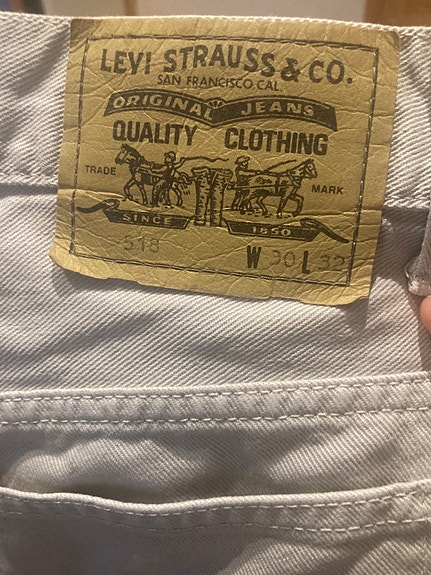 LEVI STRAUSS & CO.
SAN FRANCISCO, CAL.
ORIGINAL JEANS
QUALITY CLOTHING
TRADE MARK
SINCE 1850
518 W 30 L 32